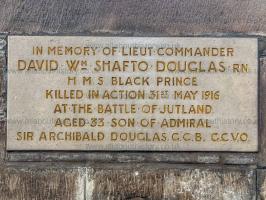 IN MEMORY OF LIEUT COMMANDER
DAVID Wᵐ SHAFTO DOUGLAS RN
H M S BLACK PRINCE
KILLED IN ACTION 31ST MAY 1916
AT THE BATTLE OF JUTLAND
AGED 33 SON OF ADMIRAL
SIR ARCHIBALD DOUGLAS G.C.B. G.C.V.O.